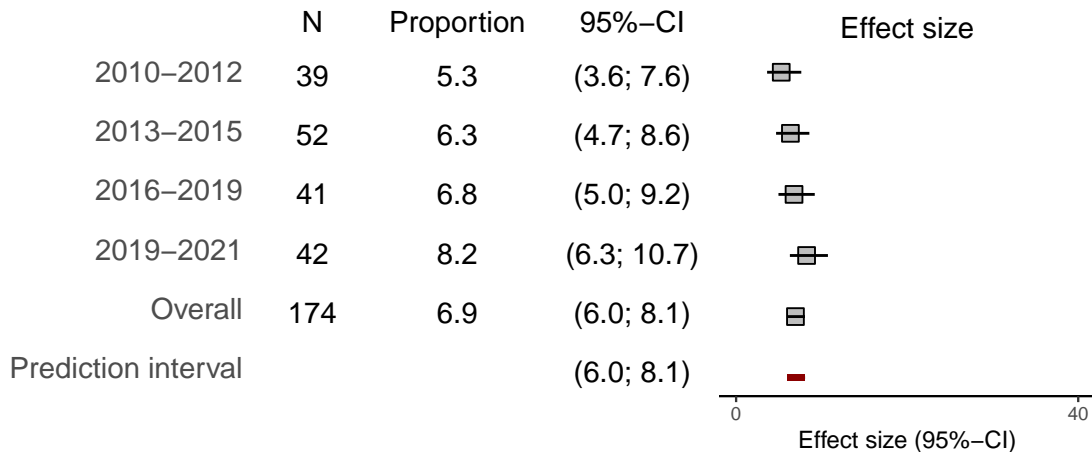 N Proportion 95%−CI Effect size
2010−2012 39 5.3 (3.6; 7.6)
2013−2015 52 6.3 (4.7; 8.6)
2016−2019 41 6.8 (5.0; 9.2)
2019−2021 42 8.2 (6.3; 10.7)
Overall 174 6.9 (6.0; 8.1)
Prediction interval (6.0; 8.1)
0 40
Effect size (95%−CI)